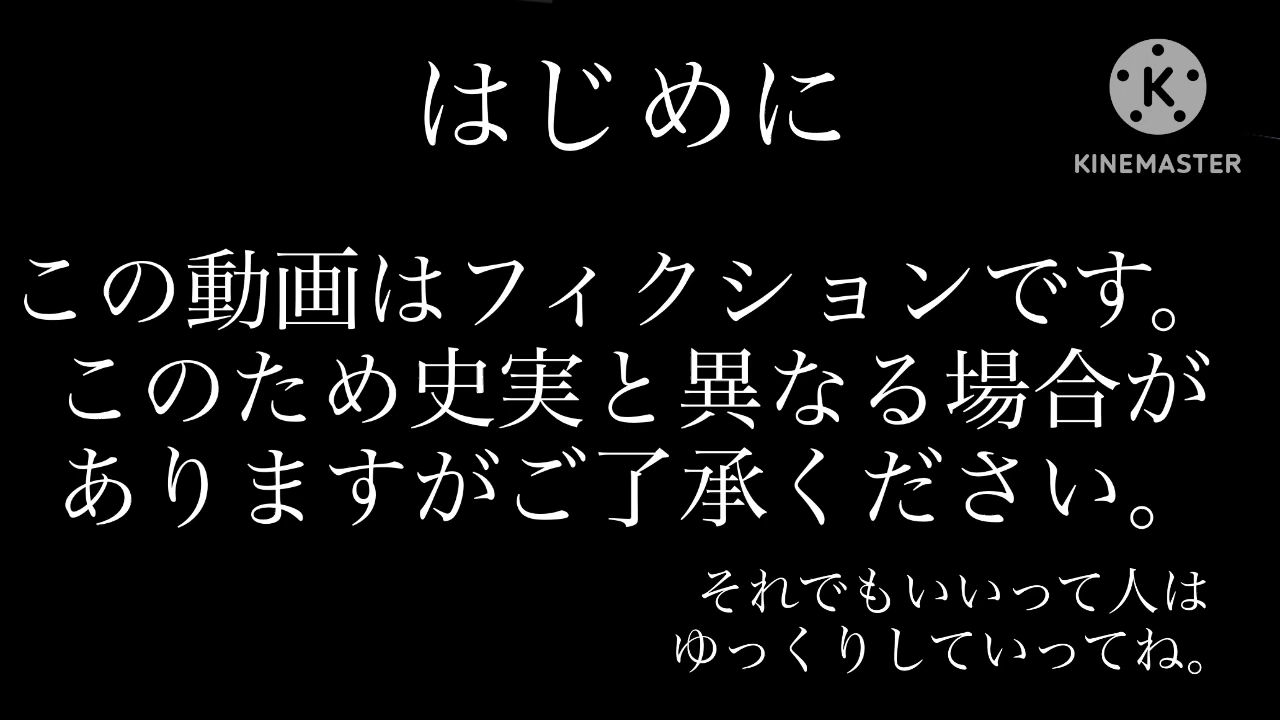 はじめに
K
KINEMASTER
この動画はフィクションです。
このため史実と異なる場合が
ありますがご了承ください。
それでもいいって人は
ゆっくりしていってね。